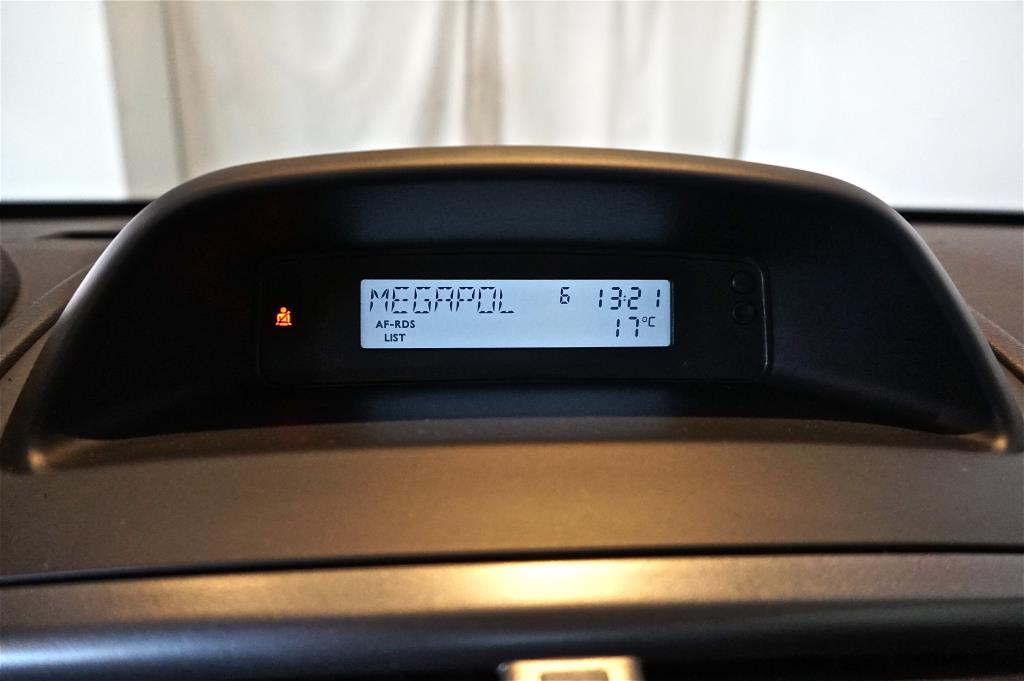 MEGAPOL 6 13:21
AF-RDS 17°C
LIST